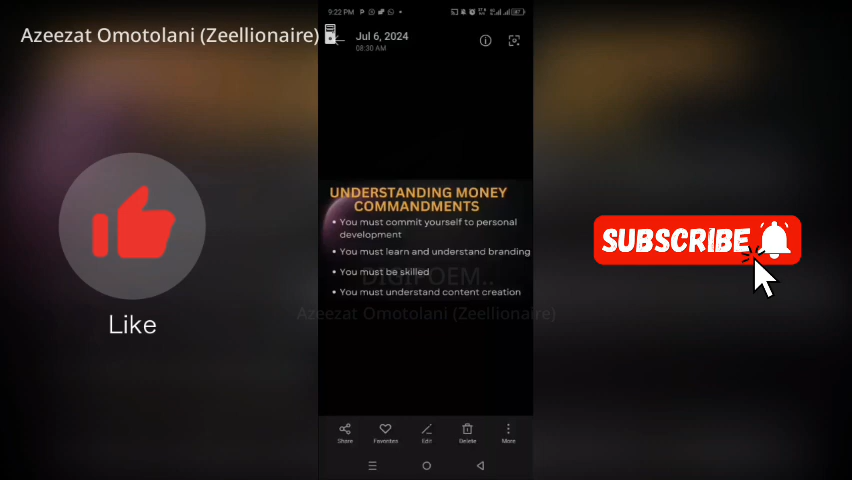 Azeezat Omotolani (Zeellionaire)
9:22 PM
Jul 6, 2024
08:30 AM
UNDERSTANDING MONEY
COMMANDMENTS
• You must commit yourself to personal
development
• You must learn and understand branding
• You must be skilled
• You must understand content creation
DIGIPOEM..
Azeezat Omotolani (Zeellionaire)
Like
SUBSCRIBE
Share
Favorites
Edit
Delete
More